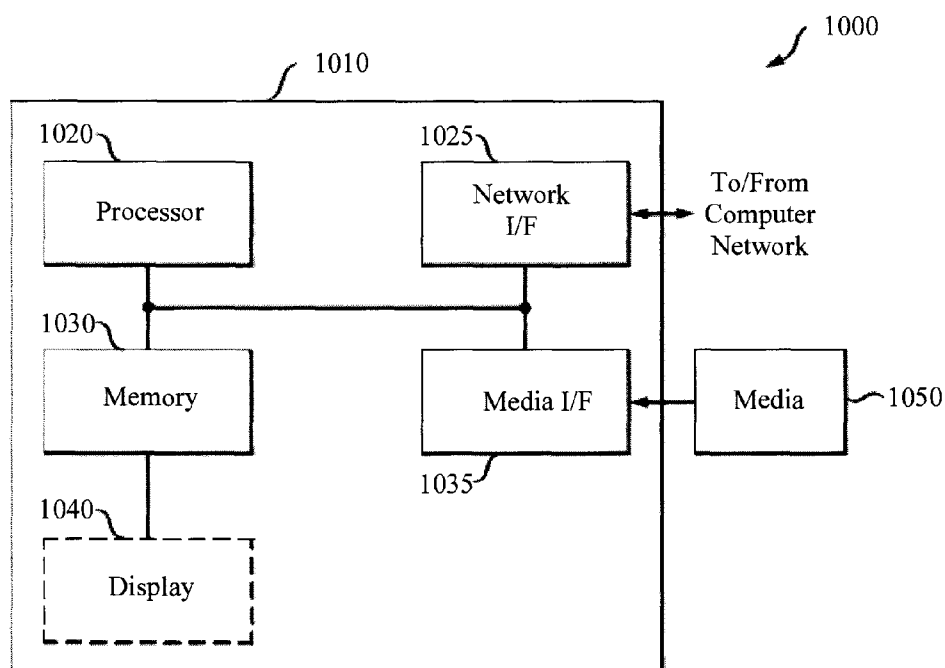 1000
1010
1020
1025
Processor
Network
I/F
To/From
Computer
Network
1030
Memory
Media I/F
Media
1050
1035
1040
Display